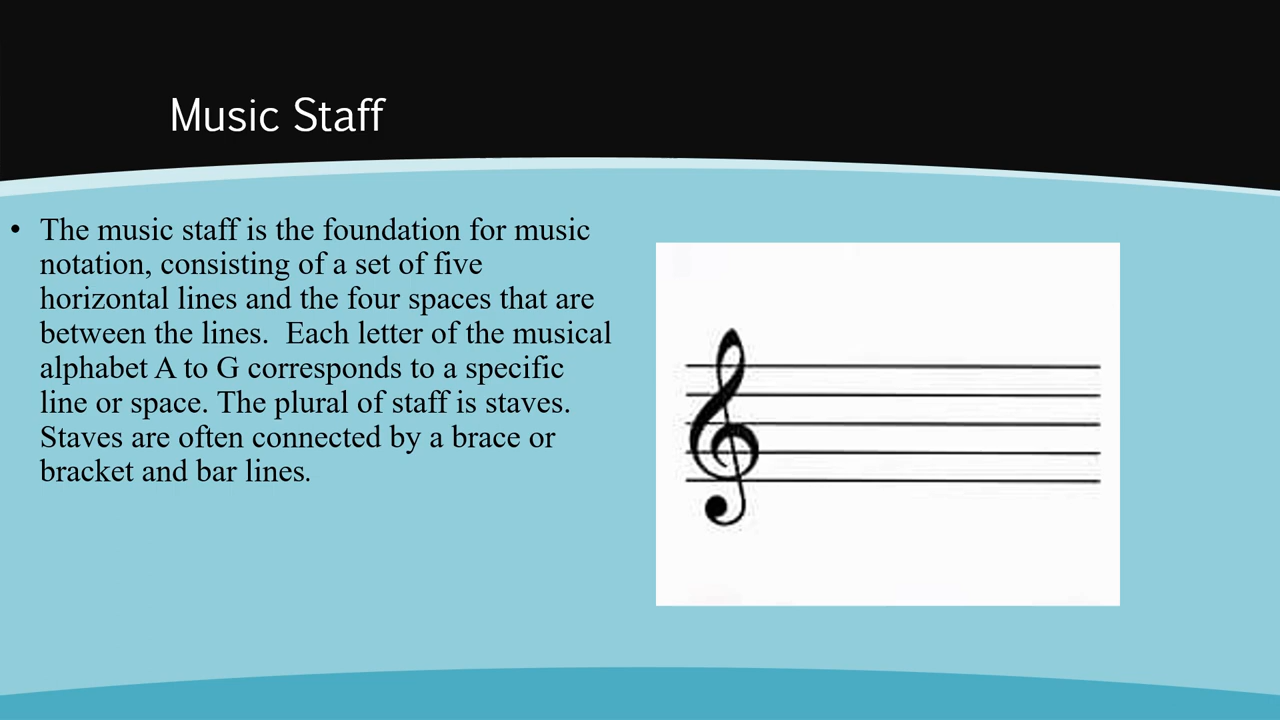 Music Staff
• The music staff is the foundation for music
notation, consisting of a set of five
horizontal lines and the four spaces that are
between the lines.  Each letter of the musical
alphabet A to G corresponds to a specific
line or space. The plural of staff is staves.
Staves are often connected by a brace or
bracket and bar lines.